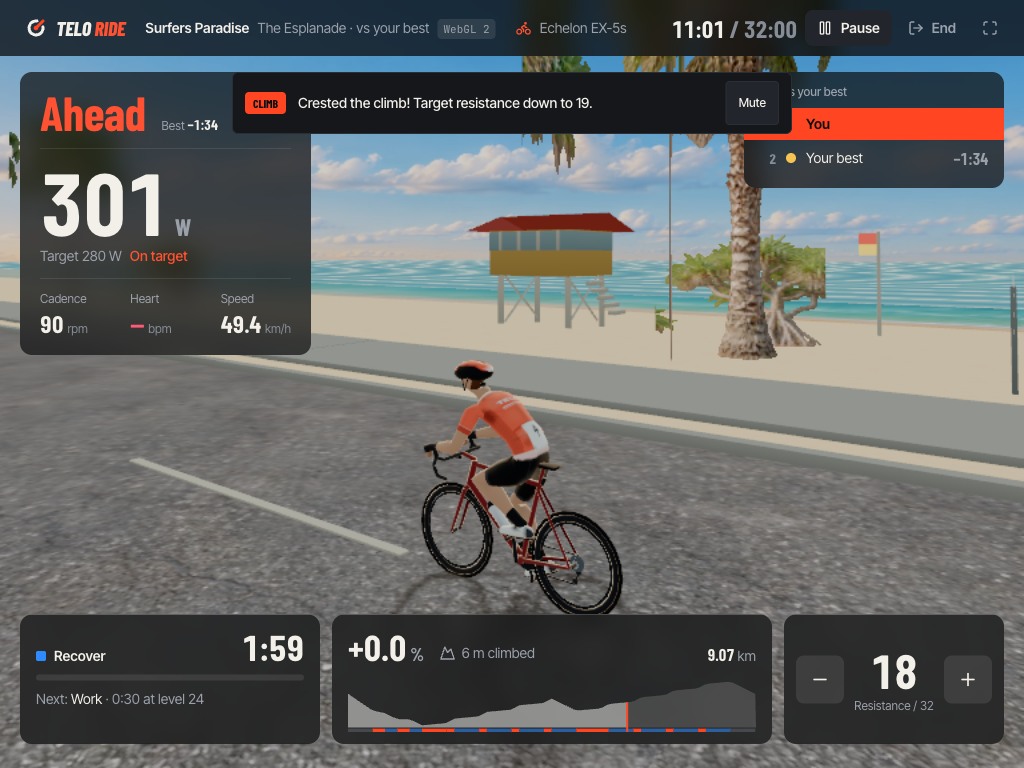 TELO RIDE
Surfers Paradise The Esplanade · vs your best WebGL 2 Echelon EX-5s 11:01 / 32:00 Pause End
CLIMB Crested the climb! Target resistance down to 19. Mute
s your best
You
2 Your best −1:34
Ahead Best −1:34
301 W
Target 280 W On target
Cadence Heart Speed
90 rpm – bpm 49.4 km/h
Recover 1:59
Next: Work · 0:30 at level 24
+0.0 % 6 m climbed 9.07 km
− 18 +
Resistance / 32